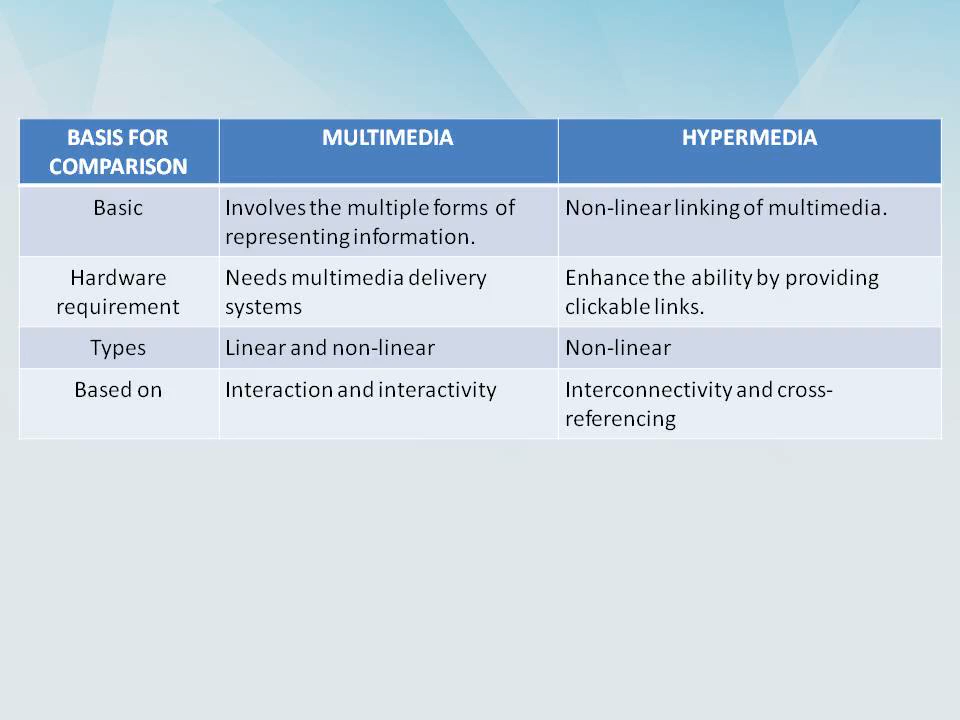 BASIS FOR
COMPARISON
MULTIMEDIA
HYPERMEDIA
Basic
Involves the multiple forms of
representing information.
Non-linear linking of multimedia.
Hardware
requirement
Needs multimedia delivery
systems
Enhance the ability by providing
clickable links.
Types
Linear and non-linear
Non-linear
Based on
Interaction and interactivity
Interconnectivity and cross-
referencing